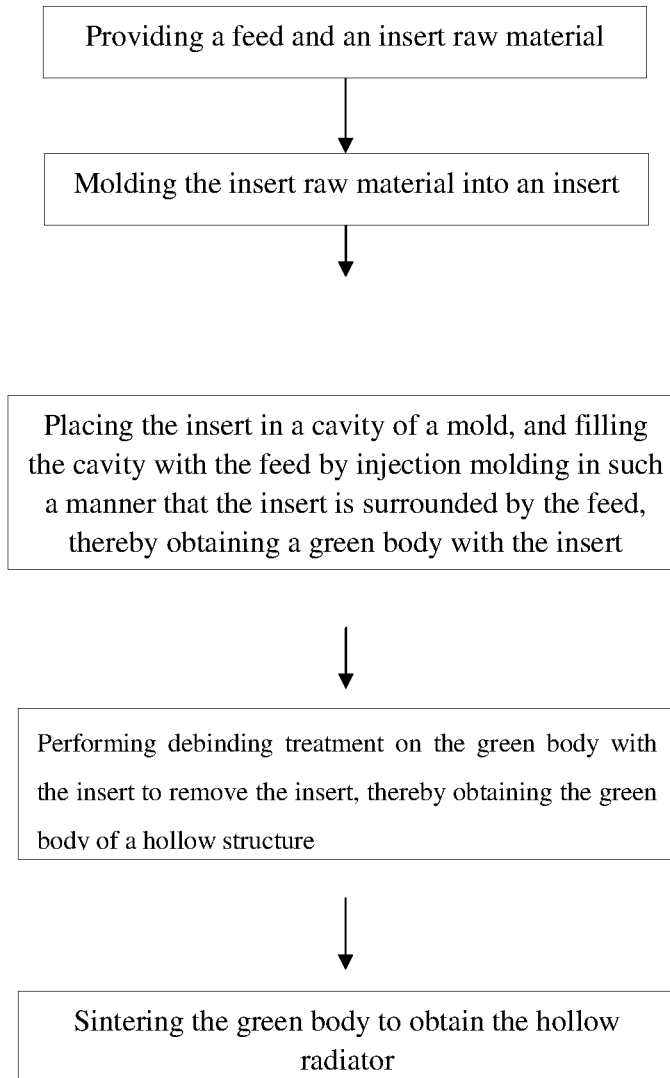 Providing a feed and an insert raw material
Molding the insert raw material into an insert
Placing the insert in a cavity of a mold, and filling
the cavity with the feed by injection molding in such
a manner that the insert is surrounded by the feed,
thereby obtaining a green body with the insert
Performing debinding treatment on the green body with
the insert to remove the insert, thereby obtaining the green
body of a hollow structure
Sintering the green body to obtain the hollow
radiator